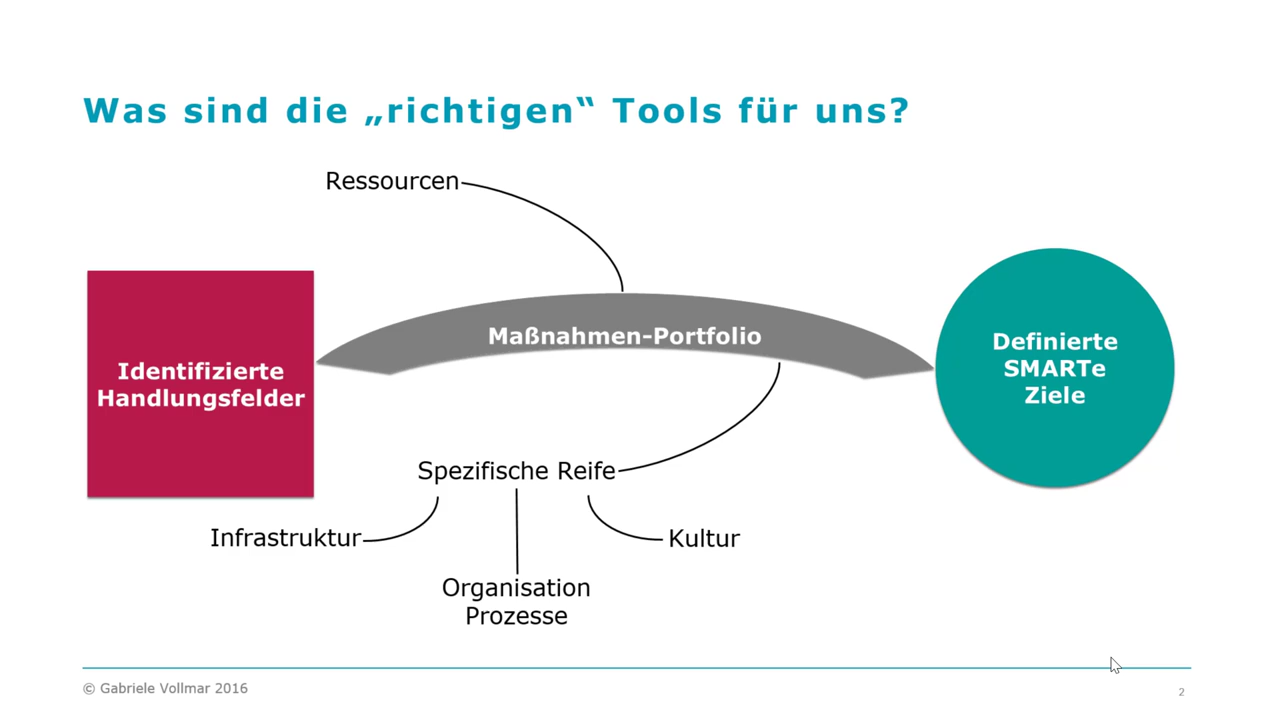 Was sind die „richtigen“ Tools für uns?
Ressourcen
Maßnahmen-Portfolio
Identifizierte
Handlungsfelder
Definierte
SMARTe
Ziele
Spezifische Reife
Infrastruktur
Kultur
Organisation
Prozesse
© Gabriele Vollmar 2016
2